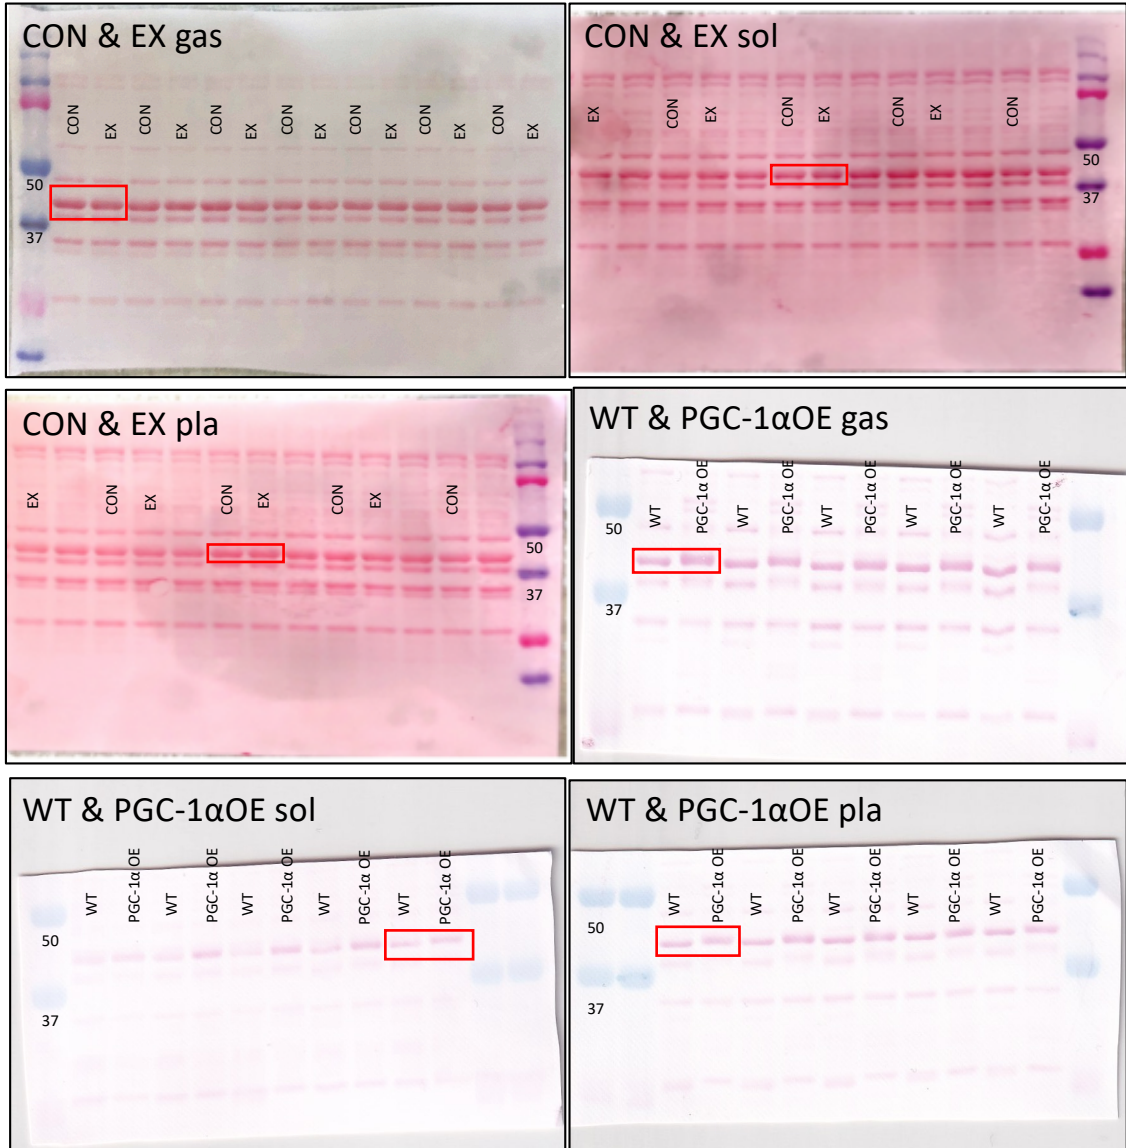 CON & EX gas
CON
EX
CON
EX
CON
EX
CON
EX
CON
EX
CON
EX
CON
EX
50
37
CON & EX sol
EX
CON
EX
CON
EX
CON
EX
CON
50
37
CON & EX pla
EX
CON
EX
CON
EX
CON
EX
CON
50
37
WT & PGC-1αOE gas
WT
PGC-1α OE
WT
PGC-1α OE
WT
PGC-1α OE
WT
PGC-1α OE
WT
PGC-1α OE
50
37
WT & PGC-1αOE sol
WT
PGC-1α OE
WT
PGC-1α OE
WT
PGC-1α OE
WT
PGC-1α OE
WT
PGC-1α OE
50
37
WT & PGC-1αOE pla
WT
PGC-1α OE
WT
PGC-1α OE
WT
PGC-1α OE
WT
PGC-1α OE
WT
PGC-1α OE
50
37